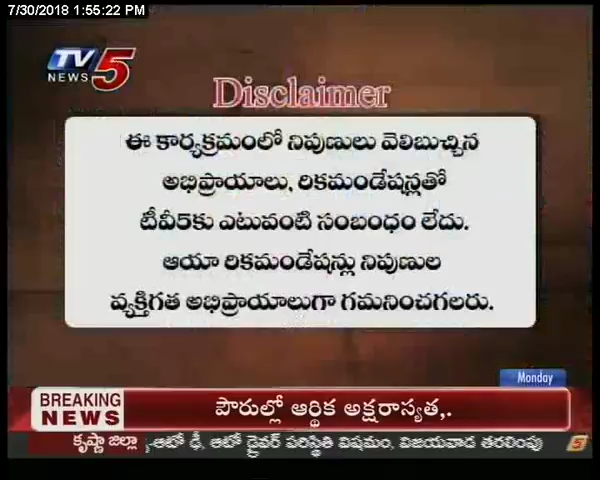 7/30/2018 1:55:22 PM
TV5
NEWS
Disclaimer
ఈ కార్యక్రమంలో నిపుణులు వెలిబుచ్చిన
అభిప్రాయాలు, రికమండేషన్లతో
టీవీ5కు ఎటువంటి సంబంధం లేదు.
ఆయా రికమండేషన్లు నిపుణుల
వ్యక్తిగత అభిప్రాయాలుగా గమనించగలరు.
Monday
BREAKING
NEWS
పౌరుల్లో ఆర్థిక అక్షరాస్యత,.
కృష్ణా జిల్లా -ఆటో ఢీ, ఆటో డ్రైవర్ పరిస్థితి విషమం, విజయవాడ తరలింపు 5